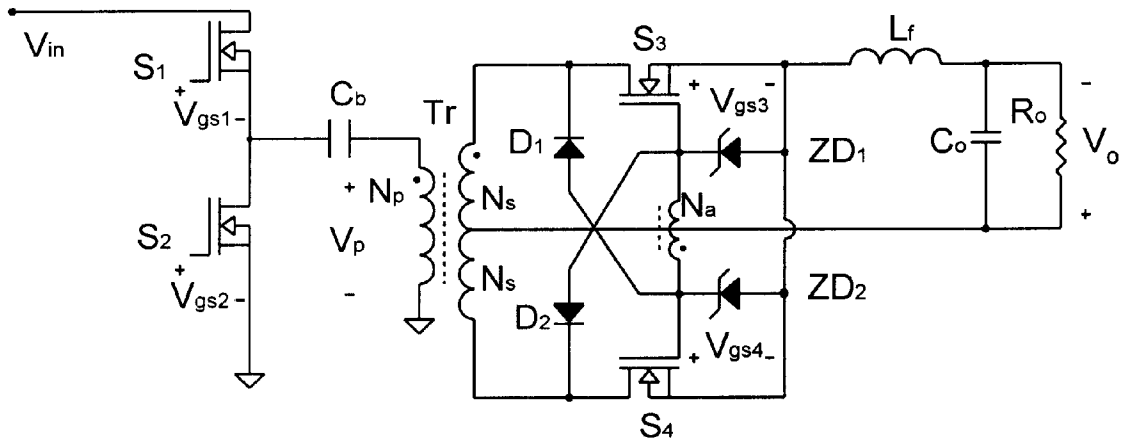 Vin
S1
+
Vgs1-
S2
+
Vgs2-
Cb
+
Np
Vp
-
Tr
Ns
Ns
D1
D2
S3
+ -
Vgs3
ZD1
Na
ZD2
Vgs4-
+
S4
Lf
Co
Ro
-
Vo
+